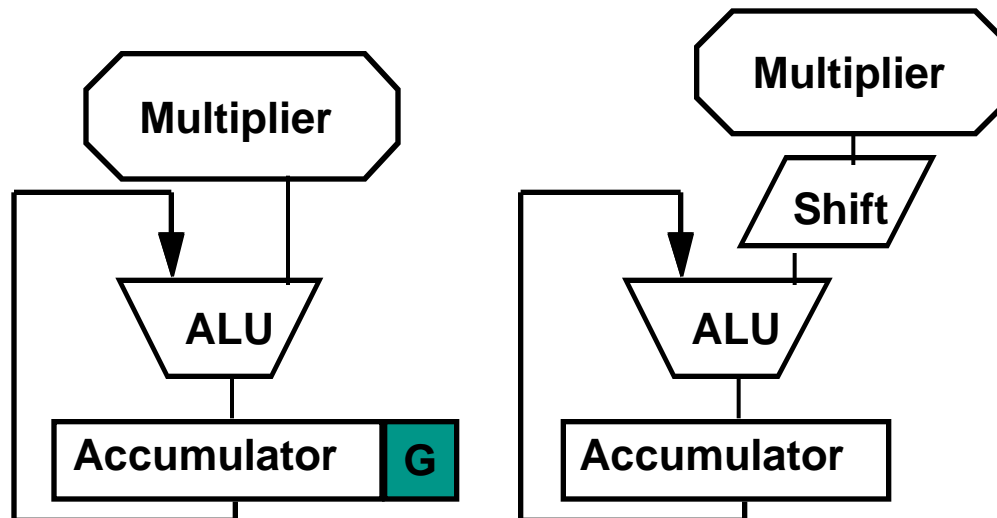 Multiplier
ALU
Accumulator G
Multiplier
Shift
ALU
Accumulator